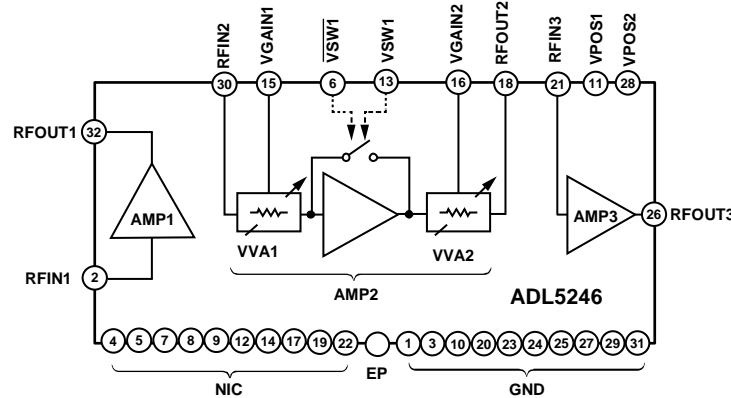 RFIN2
VGAIN1
VSW1
VSW1
VGAIN2
RFOUT2
RFIN3
VPOS1
VPOS2
30 15 6 13 16 18 21 11 28
RFOUT1 32
AMP1
RFIN1 2
VVA1
VVA2
AMP2
AMP3
26 RFOUT3
ADL5246
4 5 7 8 9 12 14 17 19 22 1 3 10 20 23 24 25 27 29 31
NIC
EP
GND